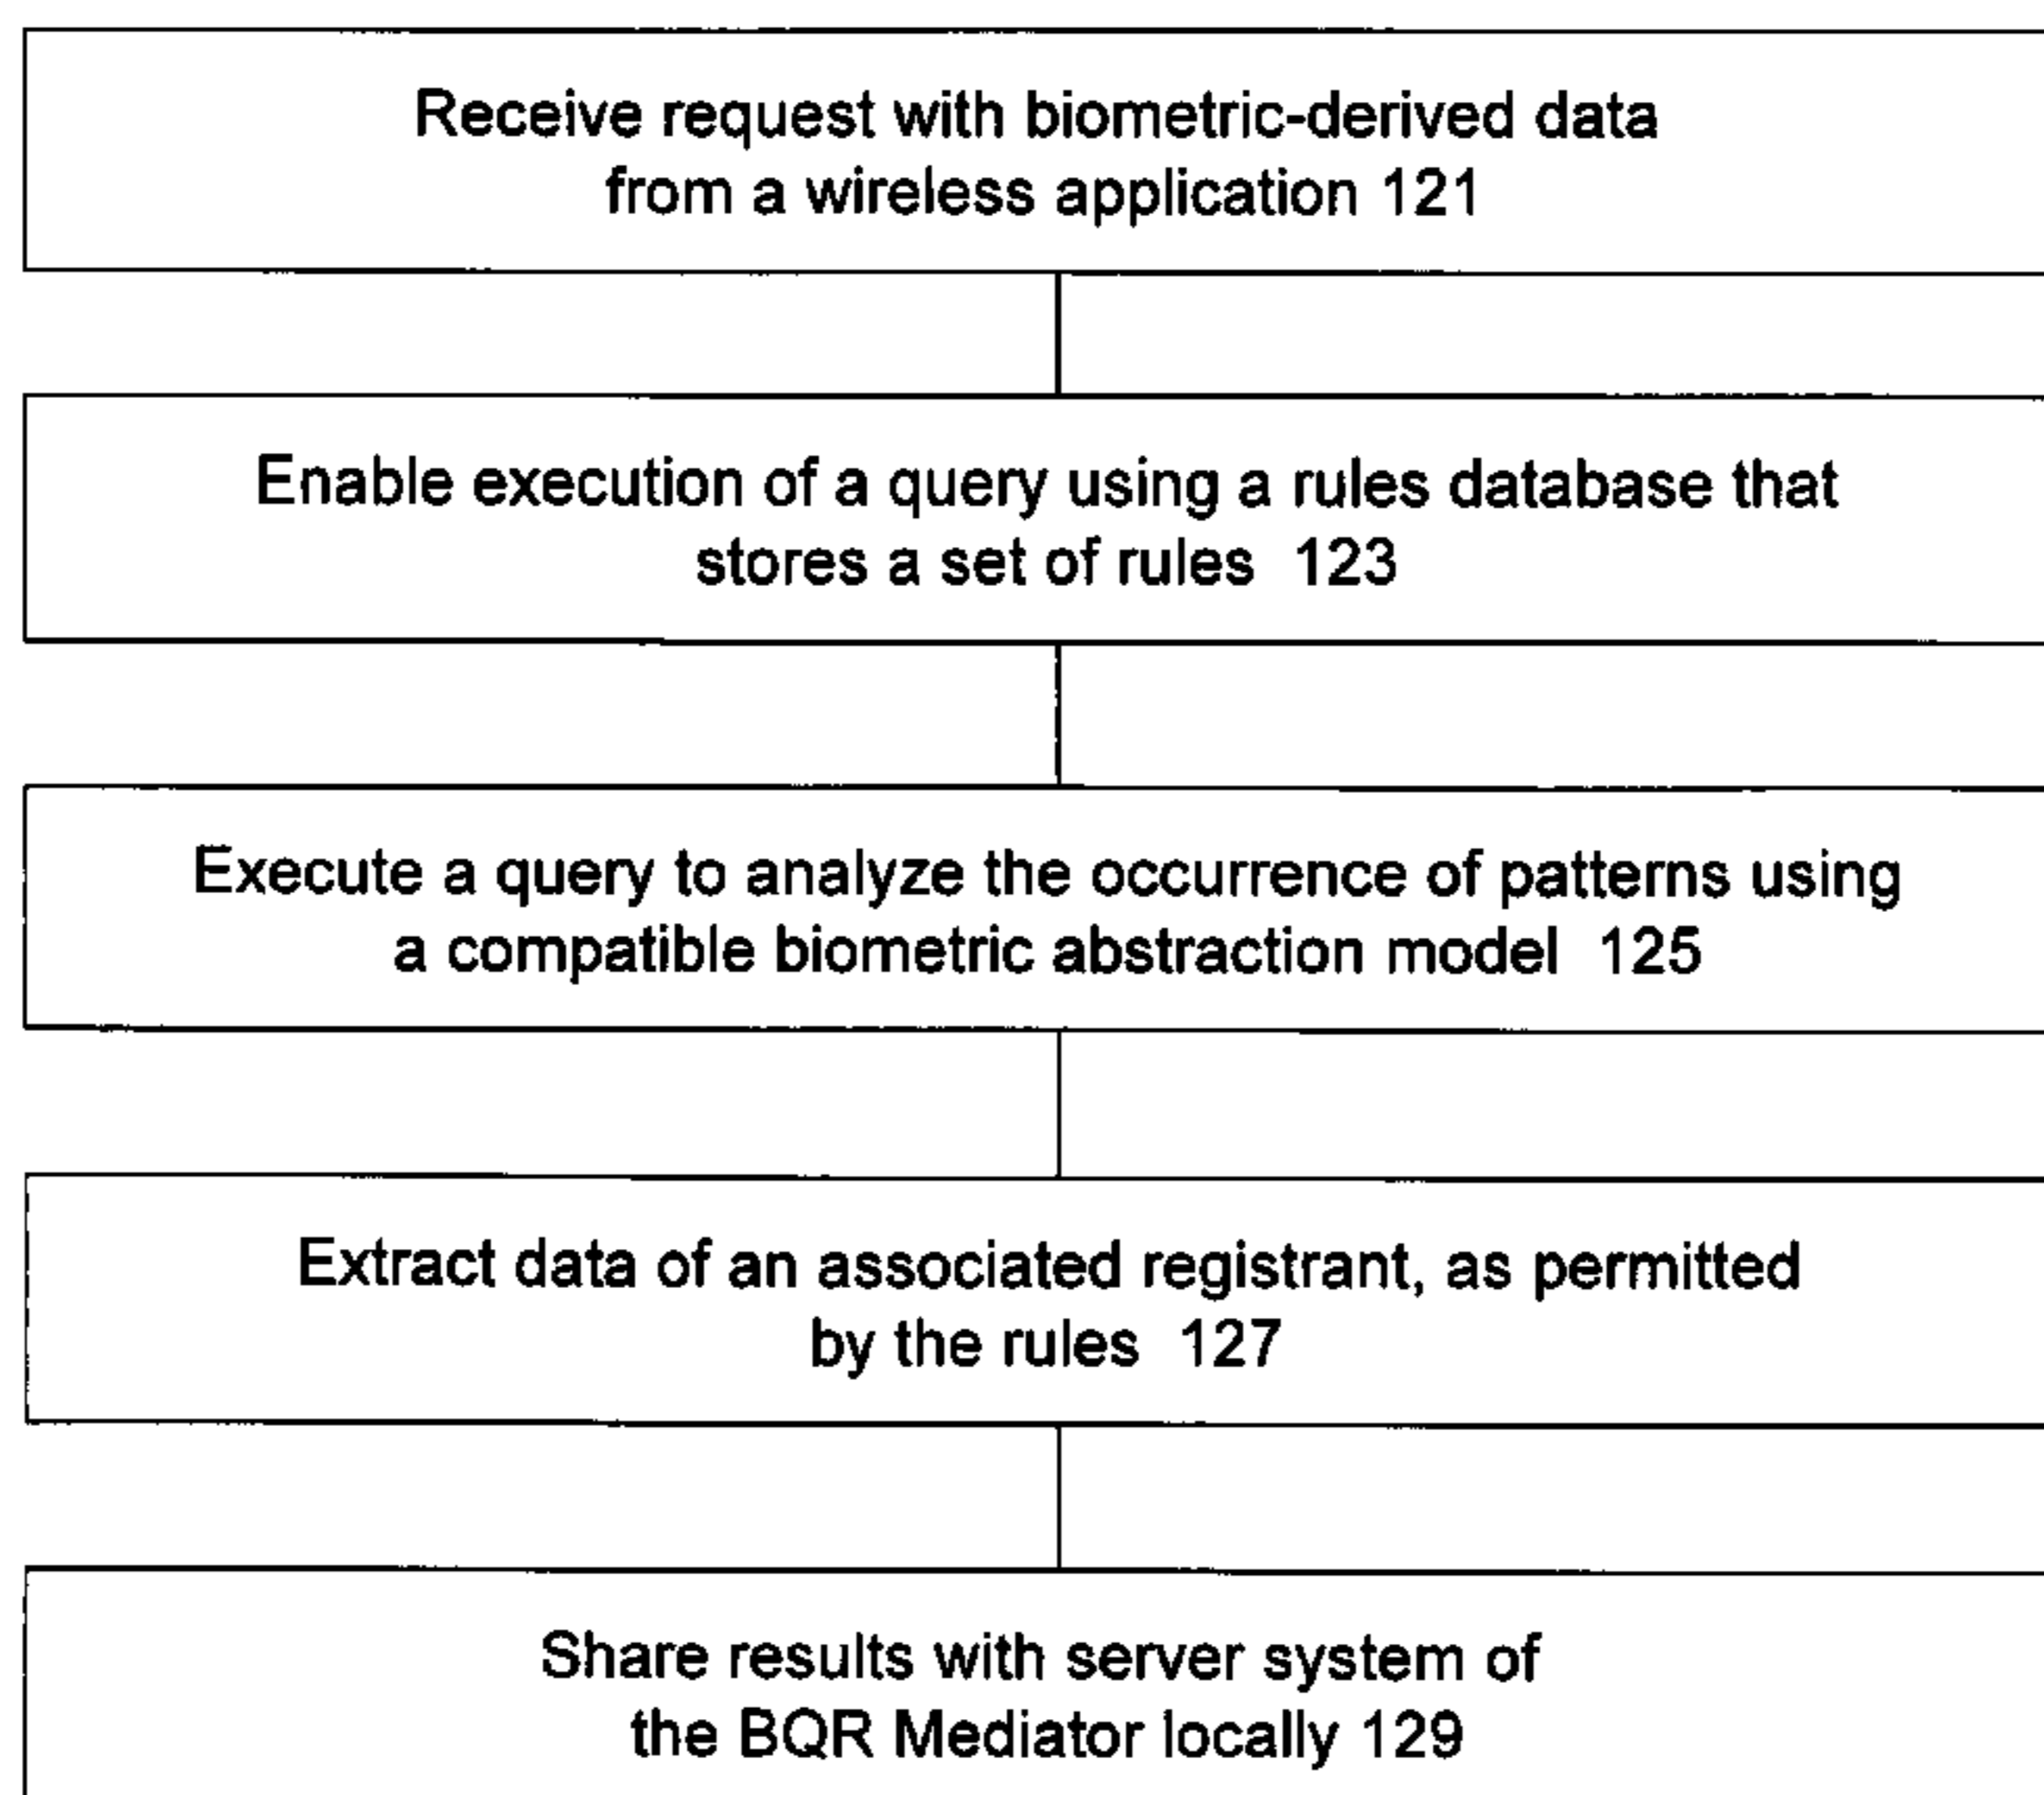 Receive request with biometric-derived data
from a wireless application 121
Enable execution of a query using a rules database that
stores a set of rules 123
Execute a query to analyze the occurrence of patterns using
a compatible biometric abstraction model 125
Extract data of an associated registrant, as permitted
by the rules 127
Share results with server system of
the BQR Mediator locally 129